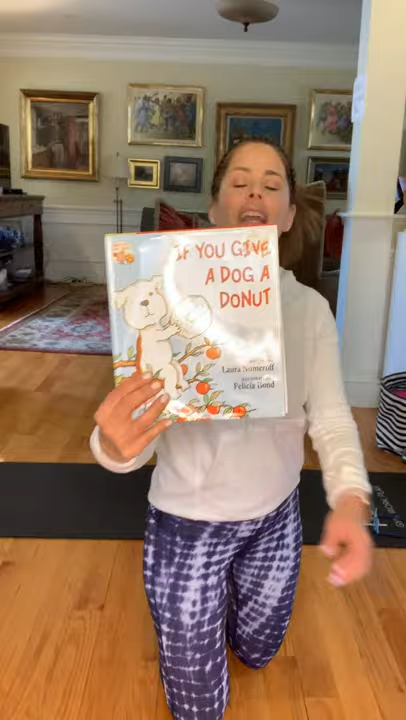 IF YOU GIVE
A DOG A
DONUT
Laura Numeroff
Felicia Bond